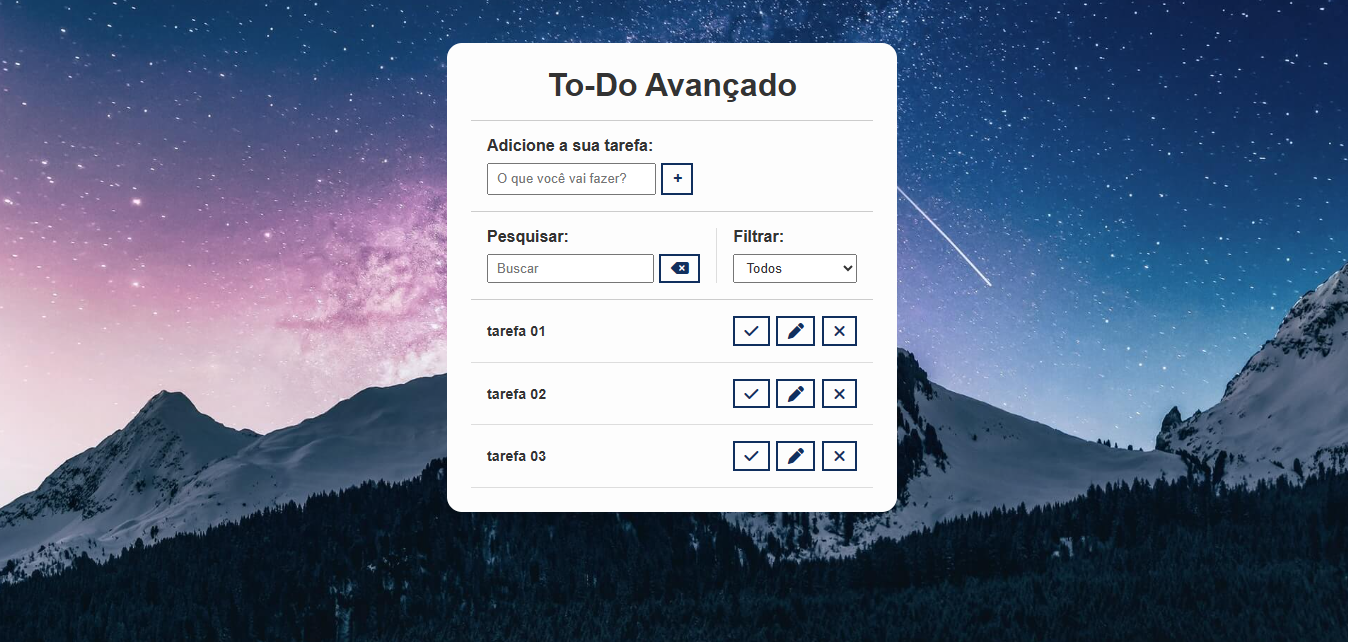 To-Do Avançado
Adicione a sua tarefa:
O que você vai fazer? +
Pesquisar: Filtrar:
Buscar Todos
tarefa 01
tarefa 02
tarefa 03